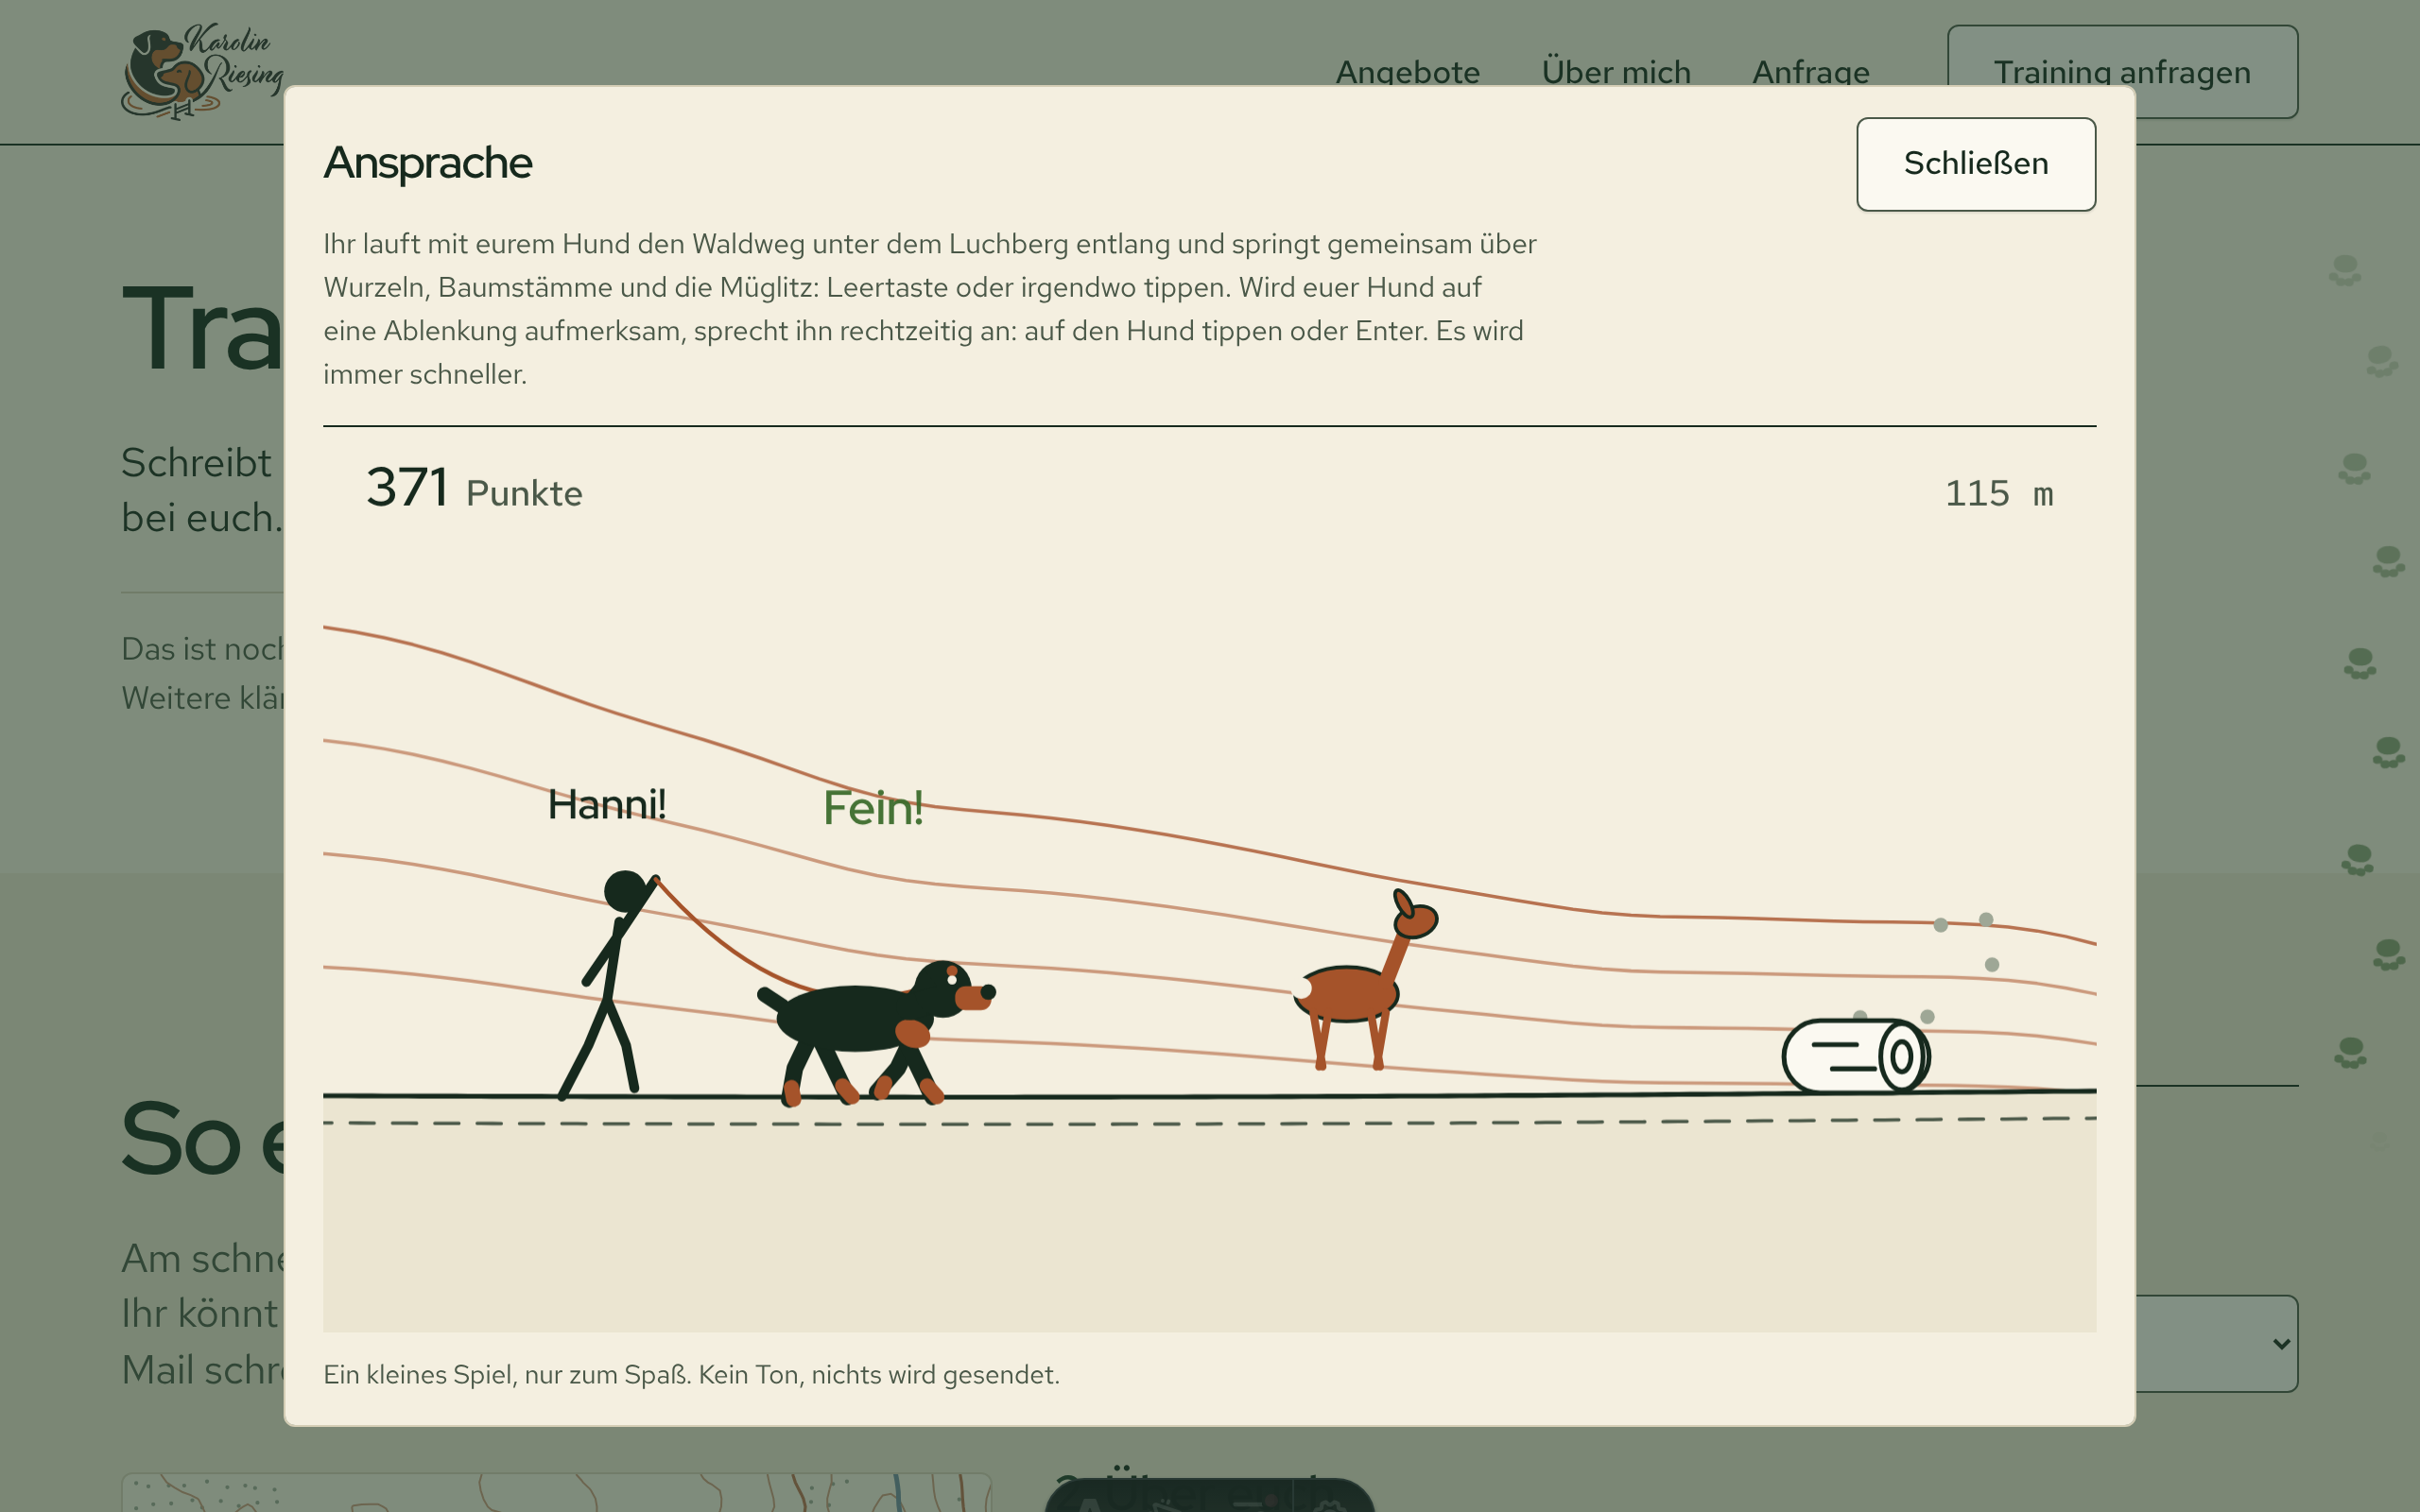 Karolin
Riesing
Angebote
Über mich
Anfrage
Training anfragen
Ansprache
Schließen
Ihr lauft mit eurem Hund den Waldweg unter dem Luchberg entlang und springt gemeinsam über
Wurzeln, Baumstämme und die Müglitz: Leertaste oder irgendwo tippen. Wird euer Hund auf
eine Ablenkung aufmerksam, sprecht ihn rechtzeitig an: auf den Hund tippen oder Enter. Es wird
immer schneller.
371 Punkte
115 m
Hanni!
Fein!
Ein kleines Spiel, nur zum Spaß. Kein Ton, nichts wird gesendet.
Tra
Schreibt
bei euch.
Das ist noch
Weitere klär
So e
Am schne
Ihr könnt
Mail schre